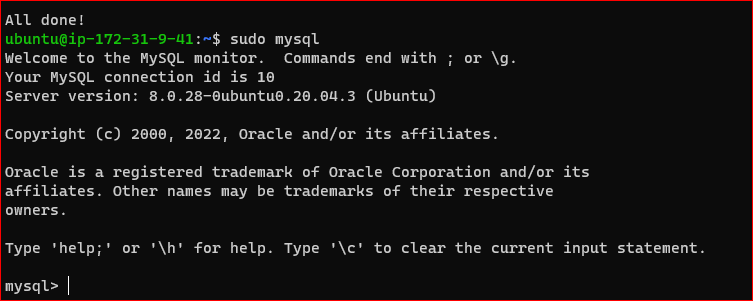 All done!
ubuntu@ip-172-31-9-41:~$ sudo mysql
Welcome to the MySQL monitor.  Commands end with ; or \g.
Your MySQL connection id is 10
Server version: 8.0.28-0ubuntu0.20.04.3 (Ubuntu)
Copyright (c) 2000, 2022, Oracle and/or its affiliates.
Oracle is a registered trademark of Oracle Corporation and/or its
affiliates. Other names may be trademarks of their respective
owners.
Type 'help;' or '\h' for help. Type '\c' to clear the current input statement.
mysql>